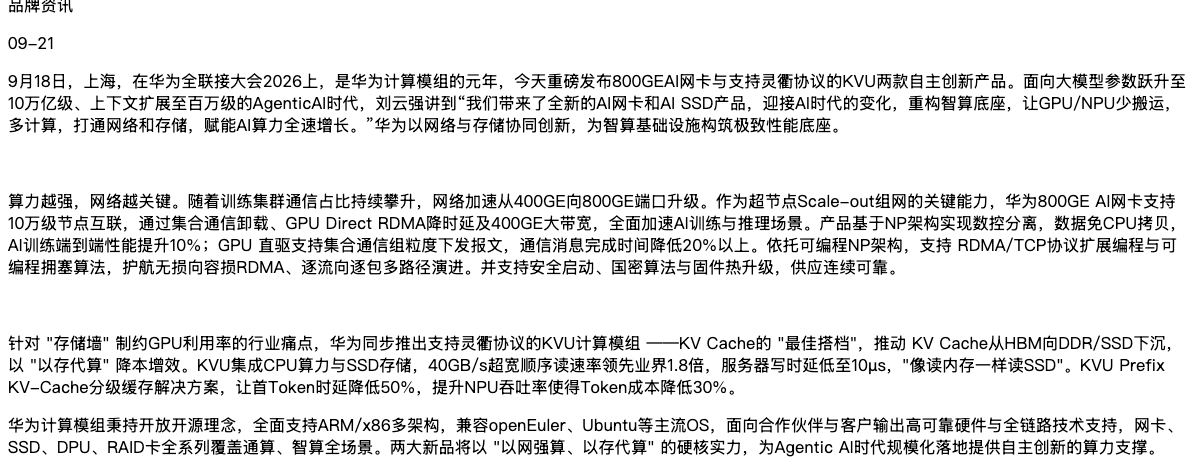 品牌资讯
09-21
9月18日，上海，在华为全联接大会2026上，是华为计算模组的元年，今天重磅发布800GEAI网卡与支持灵衢协议的KVU两款自主创新产品。面向大模型参数跃升至
10万亿级、上下文扩展至百万级的AgenticAI时代，刘云强讲到“我们带来了全新的AI网卡和AI SSD产品，迎接AI时代的变化，重构智算底座，让GPU/NPU少搬运，
多计算，打通网络和存储，赋能AI算力全速增长。”华为以网络与存储协同创新，为智算基础设施构筑极致性能底座。
算力越强，网络越关键。随着训练集群通信占比持续攀升，网络加速从400GE向800GE端口升级。作为超节点Scale-out组网的关键能力，华为800GE AI网卡支持
10万级节点互联，通过集合通信卸载、GPU Direct RDMA降时延及400GE大带宽，全面加速AI训练与推理场景。产品基于NP架构实现数控分离，数据免CPU拷贝，
AI训练端到端性能提升10%；GPU 直驱支持集合通信组粒度下发报文，通信消息完成时间降低20%以上。依托可编程NP架构，支持 RDMA/TCP协议扩展编程与可
编程拥塞算法，护航无损向容损RDMA、逐流向逐包多路径演进。并支持安全启动、国密算法与固件热升级，供应连续可靠。
针对 "存储墙" 制约GPU利用率的行业痛点，华为同步推出支持灵衢协议的KVU计算模组 ——KV Cache的 "最佳搭档"，推动 KV Cache从HBM向DDR/SSD下沉，
以 "以存代算" 降本增效。KVU集成CPU算力与SSD存储，40GB/s超宽顺序读速率领先业界1.8倍，服务器写时延低至10μs，"像读内存一样读SSD"。KVU Prefix
KV-Cache分级缓存解决方案，让首Token时延降低50%，提升NPU吞吐率使得Token成本降低30%。
华为计算模组秉持开放开源理念，全面支持ARM/x86多架构，兼容openEuler、Ubuntu等主流OS，面向合作伙伴与客户输出高可靠硬件与全链路技术支持，网卡、
SSD、DPU、RAID卡全系列覆盖通算、智算全场景。两大新品将以 "以网强算、以存代算" 的硬核实力，为Agentic AI时代规模化落地提供自主创新的算力支撑。